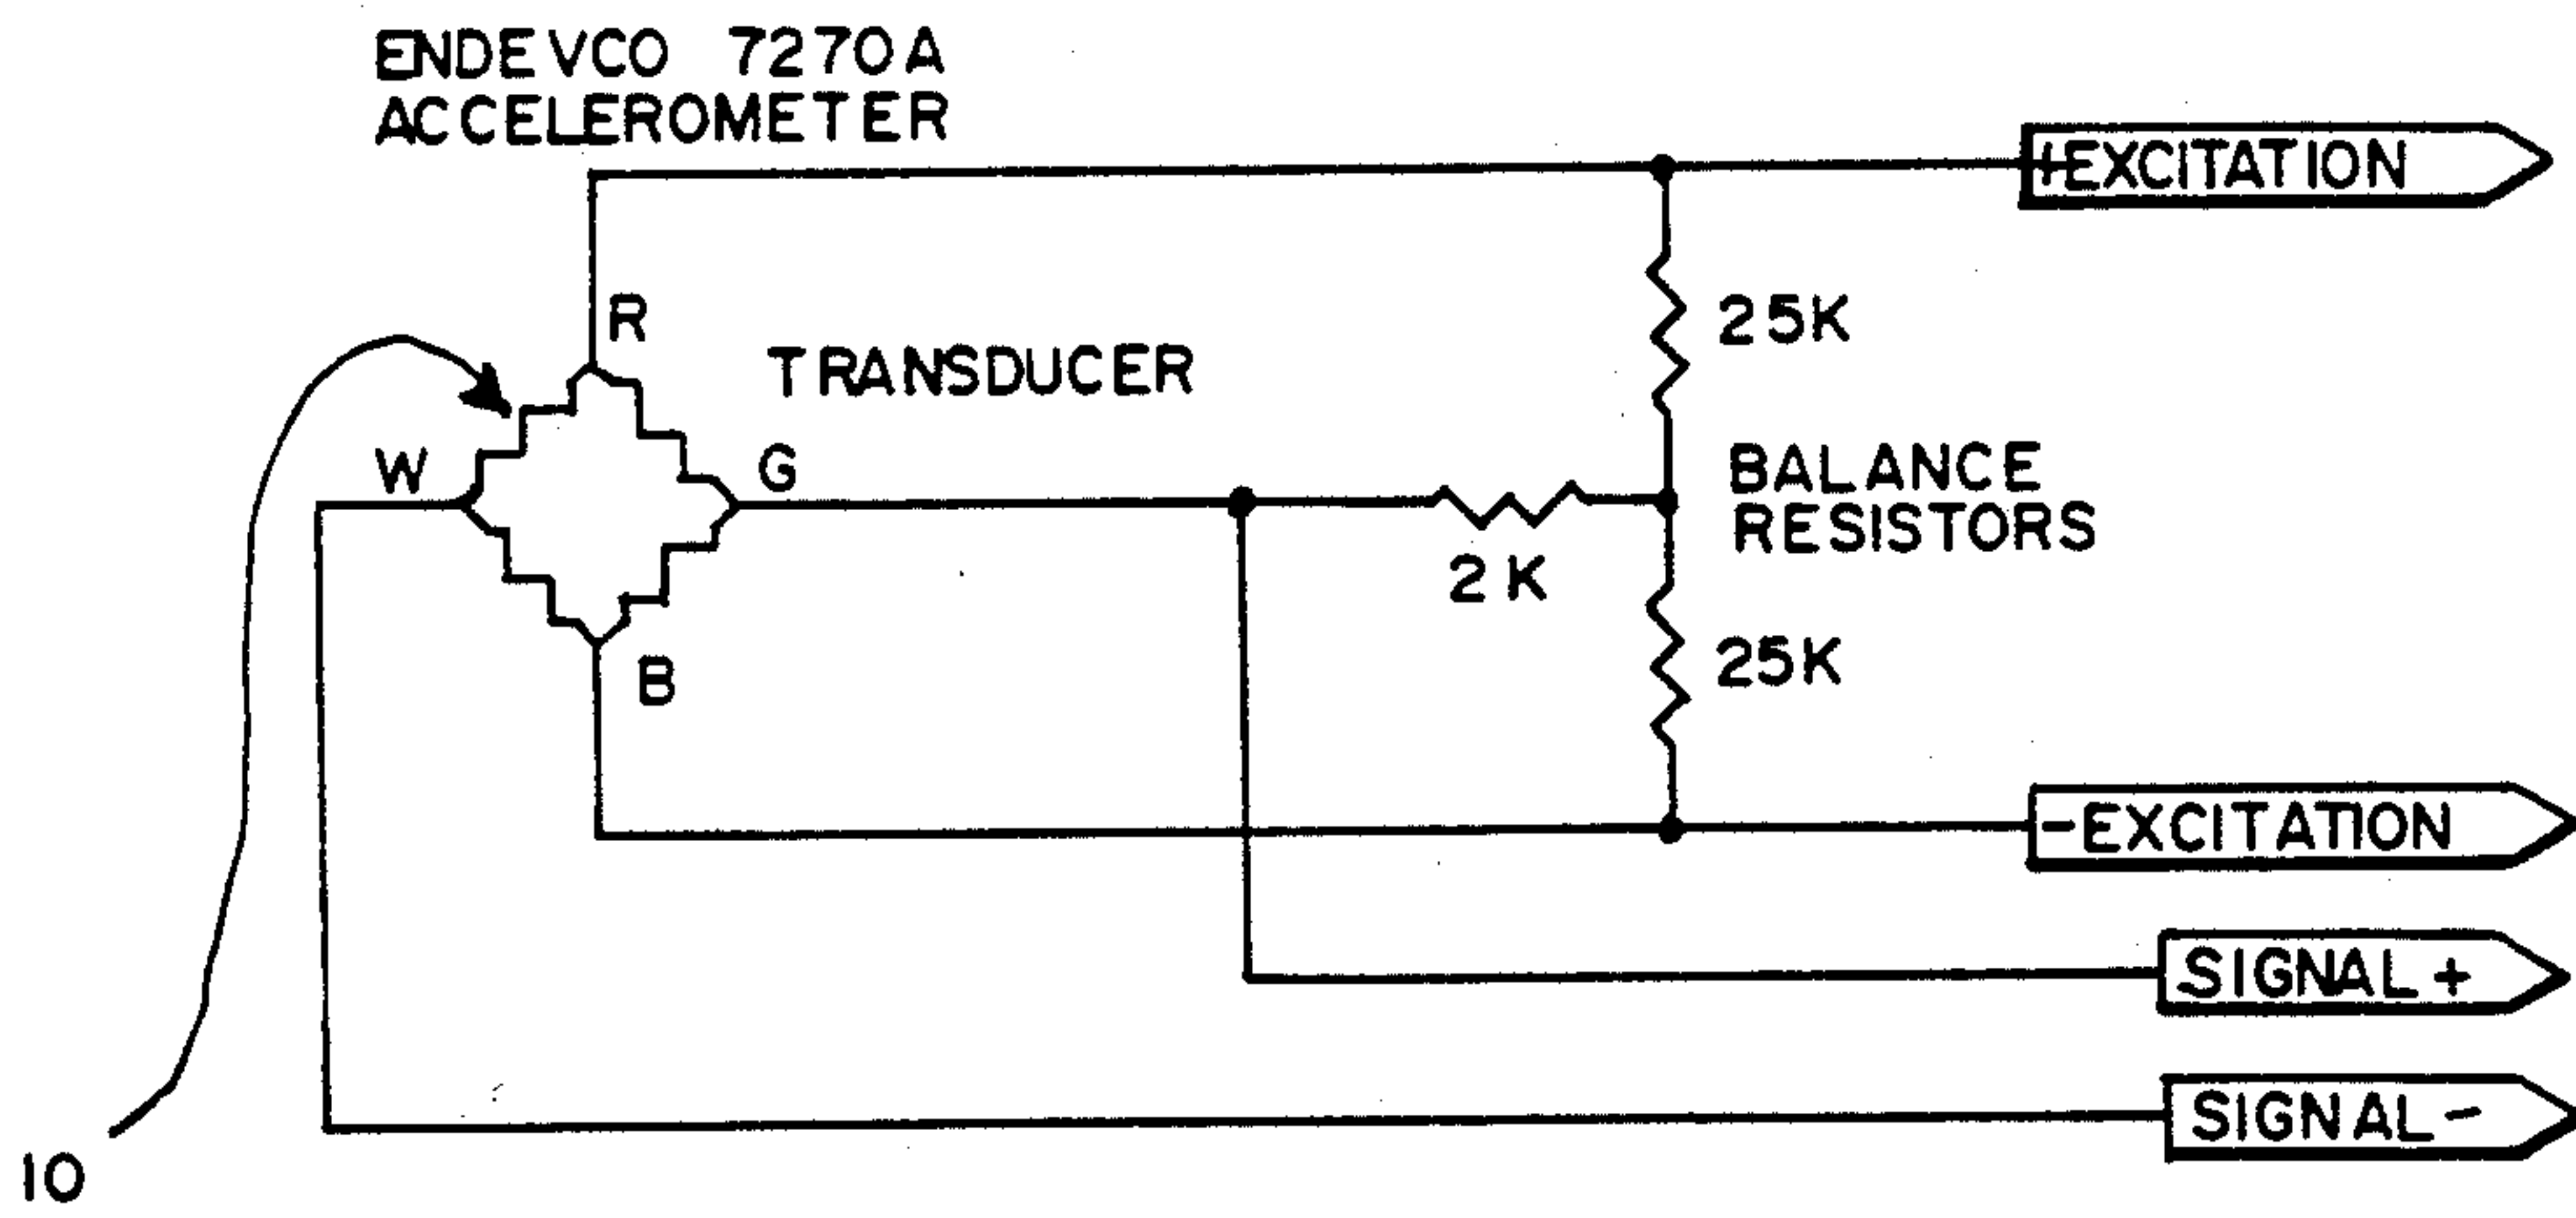 ENDEVCO 7270A
ACCELEROMETER
+EXCITATION
R
25K
TRANSDUCER
W
G
BALANCE
RESISTORS
2K
25K
B
-EXCITATION
SIGNAL+
SIGNAL-
10